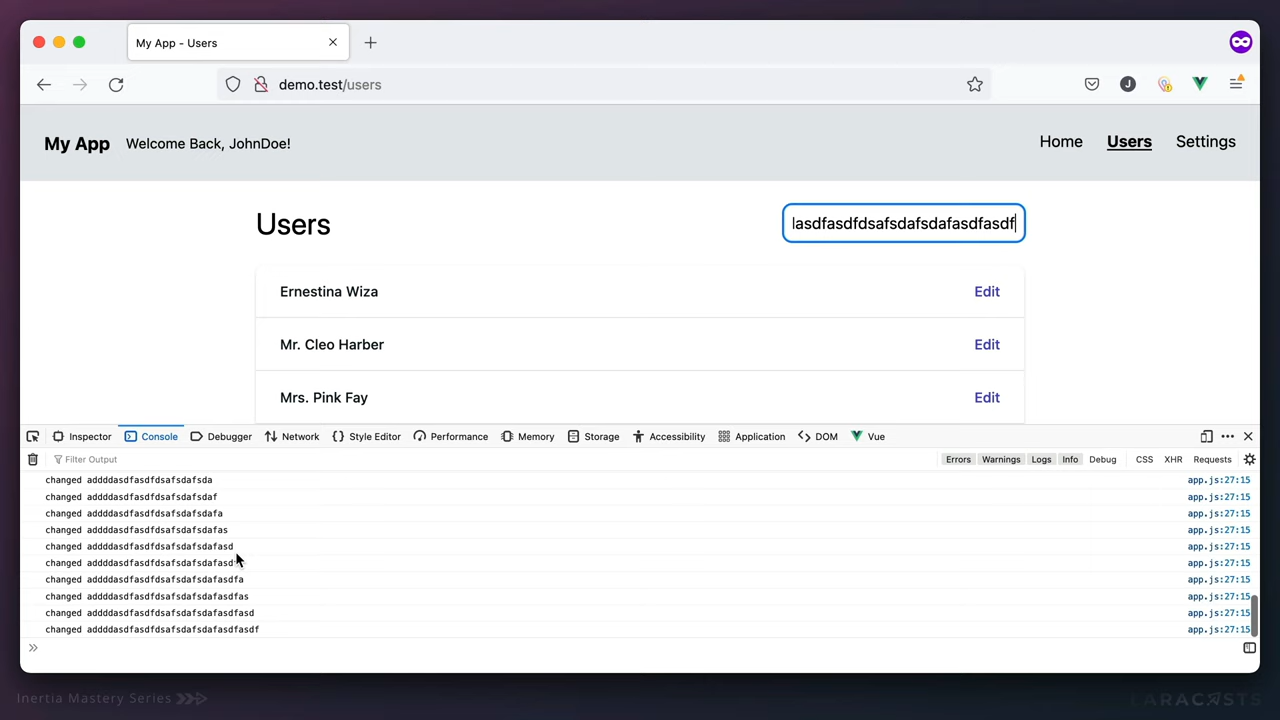 My App - Users
demo.test/users
J
My App Welcome Back, JohnDoe! Home Users Settings
Users
lasdfasdfdsafsdafsdafasdfasdf
Ernestina Wiza Edit
Mr. Cleo Harber Edit
Mrs. Pink Fay Edit
Inspector Console Debugger Network Style Editor Performance Memory Storage Accessibility Application DOM Vue
Filter Output Errors Warnings Logs Info Debug CSS XHR Requests
changed addddasdfasdfdsafsdafsda app.js:27:15
changed addddasdfasdfdsafsdafsdaf app.js:27:15
changed addddasdfasdfdsafsdafsdafa app.js:27:15
changed addddasdfasdfdsafsdafsdafas app.js:27:15
changed addddasdfasdfdsafsdafsdafasd app.js:27:15
changed addddasdfasdfdsafsdafsdafasdf app.js:27:15
changed addddasdfasdfdsafsdafsdafasdfa app.js:27:15
changed addddasdfasdfdsafsdafsdafasdfas app.js:27:15
changed addddasdfasdfdsafsdafsdafasdfasd app.js:27:15
changed addddasdfasdfdsafsdafsdafasdfasdf app.js:27:15
Inertia Mastery Series LARACASTS